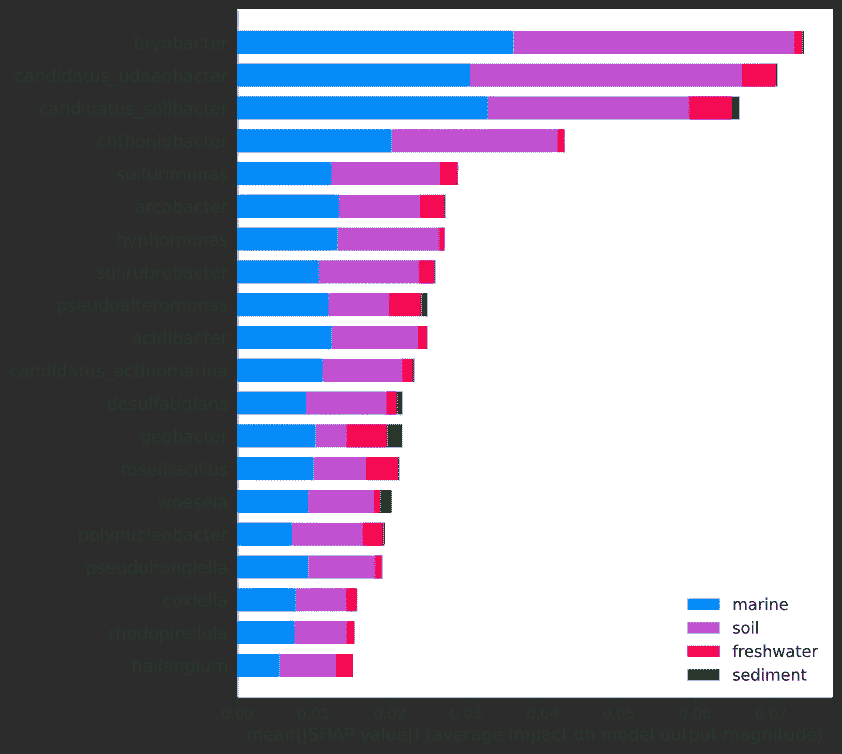 bryobacter
candidatus_udaeobacter
candidatus_solibacter
chthoniobacter
sulfurimonas
arcobacter
hyphomonas
solirubrobacter
pseudoalteromonas
acidibacter
candidatus_actinomarina
desulfatiglans
geobacter
roseibacillus
woeseia
polynucleobacter
pseudohongiella
coxiella
rhodopirellula
haliangium
marine
soil
freshwater
sediment
0.00 0.01 0.02 0.03 0.04 0.05 0.06 0.07
mean(|SHAP value|) (average impact on model output magnitude)